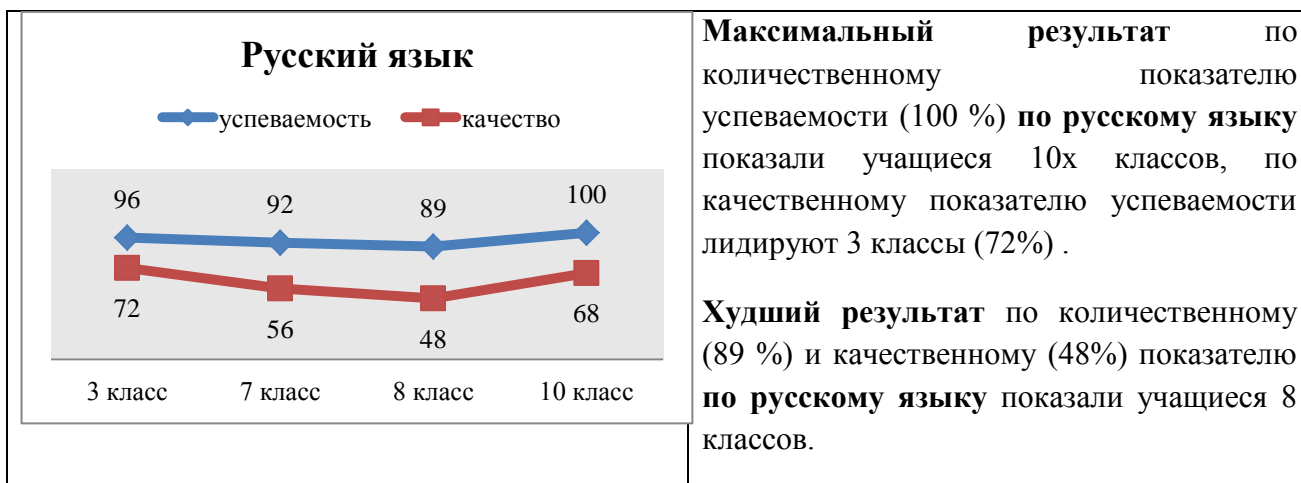 Русский язык
успеваемость качество
96 92 89 100
72 56 48 68
3 класс 7 класс 8 класс 10 класс
Максимальный результат по
количественному показателю
успеваемости (100 %) по русскому языку
показали учащиеся 10х классов, по
качественному показателю успеваемости
лидируют 3 классы (72%) .
Худший результат по количественному
(89 %) и качественному (48%) показателю
по русскому языку показали учащиеся 8
классов.